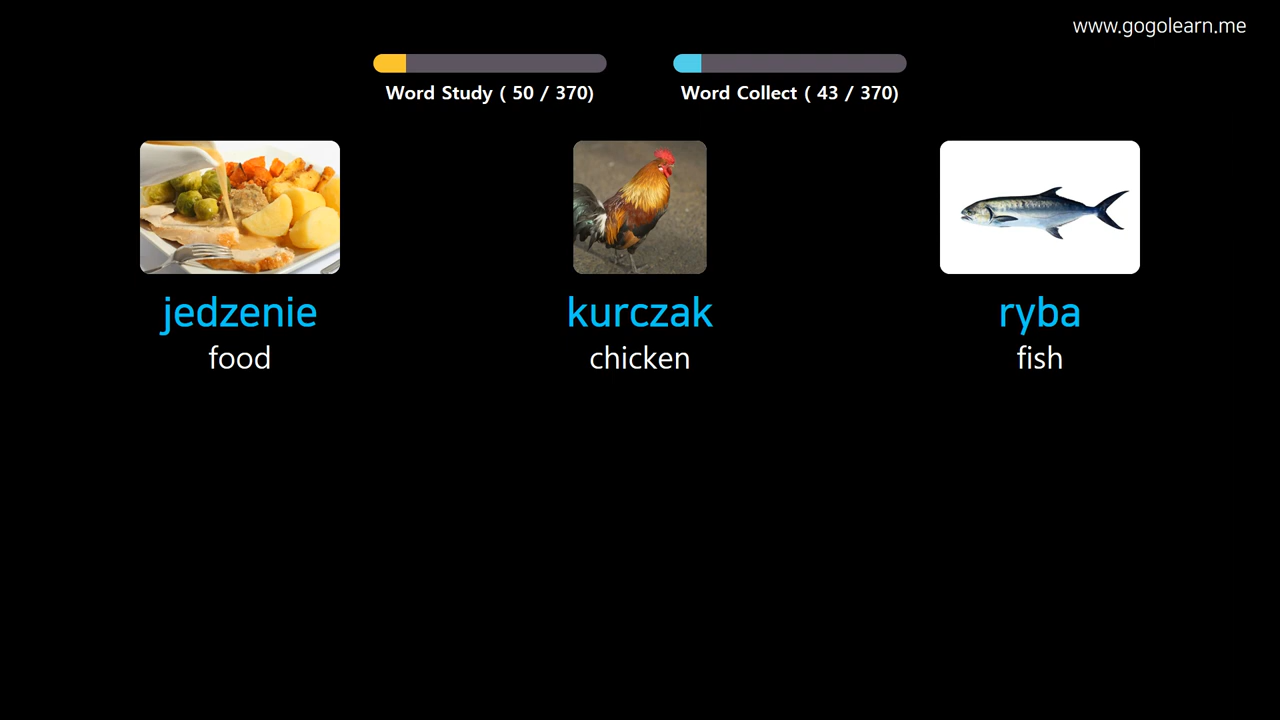 www.gogolearn.me
Word Study ( 50 / 370)
Word Collect ( 43 / 370)
jedzenie
food
kurczak
chicken
ryba
fish